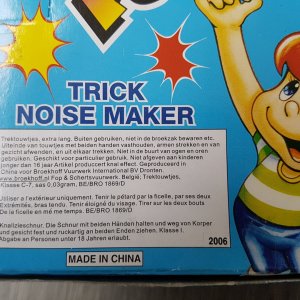 TRICK
NOISE MAKER
Trektouwtjes, extra lang. Buiten gebruiken, niet in de broekzak bewaren etc.
Uiteinde van touwtjes met beiden handen vasthouden, armen strekken en van
gezicht afwenden, en uit elkaar trekken. Niet in de buurt van ogen en oren
gebruiken. Geschikt voor particulier gebruik. Niet afgeven aan kinderen
jonger dan 16 jaar Artikel produceert knal effect. Geproduceerd in
China voor Broekhoff Vuurwerk International BV Dronten.
www.broekhoff.nl Pop & Schertsvuurwerk. België; Trektouwtjes,
Klasse C-7, sas 0,03gram, BE/BRO 1869/D
Utiliser a l'extérieur uniquement. Tenir le pétard par la ficelle, par ses deux
Extrémités, bras tendu. Tenir éloigné du visage. Tirer sur les deux bouts
De la ficelle en mé me temps. BE/BRO 1869/D
Knallzieschnur. Die Schnur mit beiden Händen halten und weg von Korper
und gesicht und ruckartig an beiden Enden ziehen. Klasse I.
Abgabe an Personen unter 18 Jahren erlaubt.
2006
MADE IN CHINA